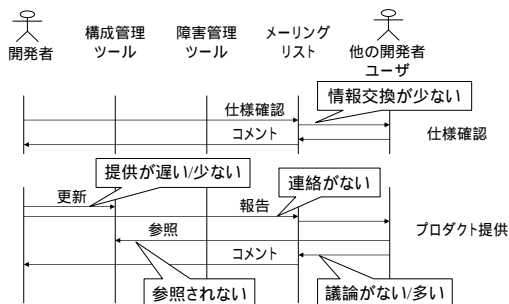 開発者
構成管理
ツール
障害管理
ツール
メーリング
リスト
他の開発者
ユーザ
情報交換が少ない
仕様確認
コメント
仕様確認
提供が遅い/少ない
連絡がない
更新
報告
参照
プロダクト提供
コメント
参照されない
議論がない/多い